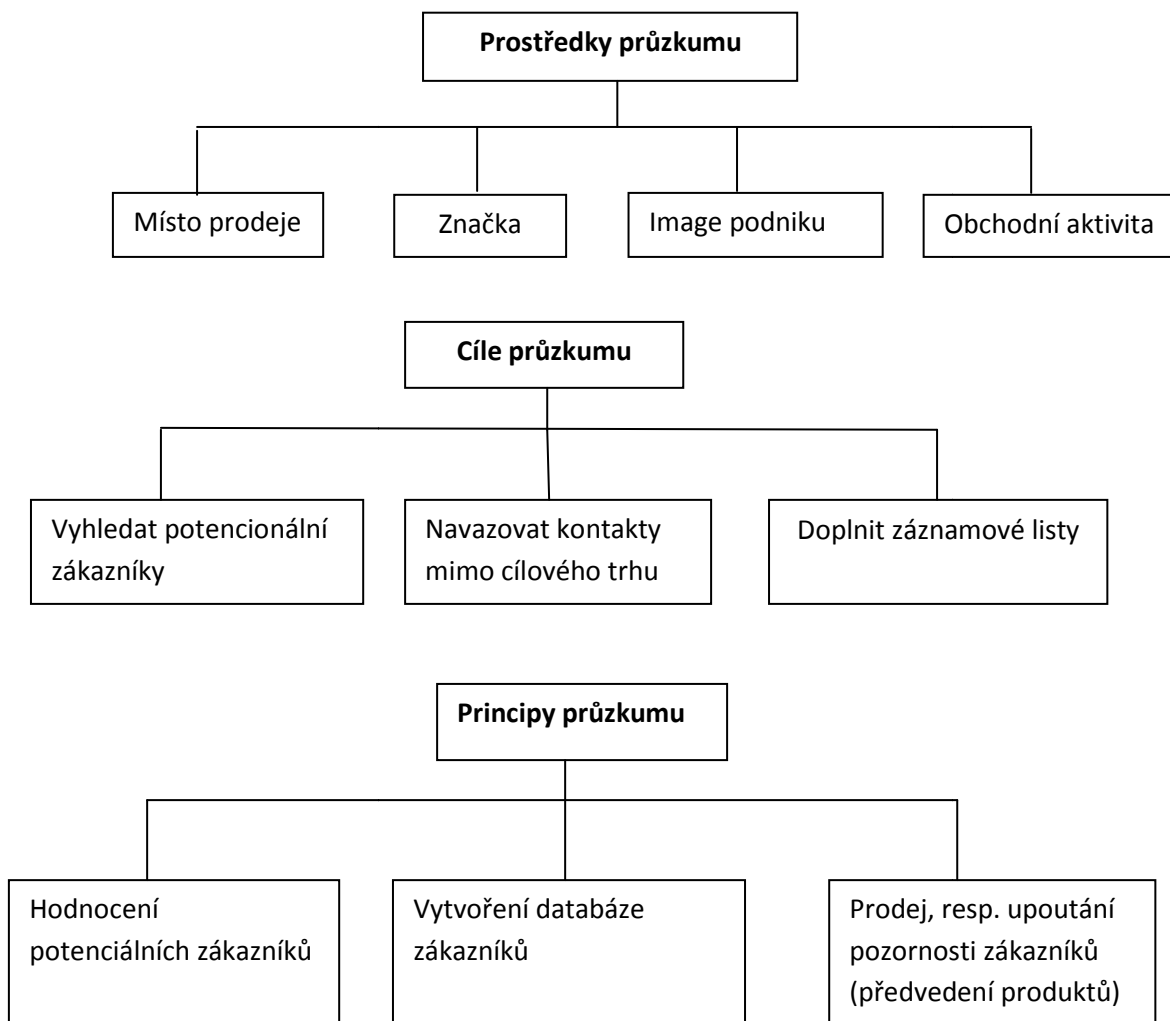 Prostředky průzkumu
Místo prodeje
Značka
Image podniku
Obchodní aktivita
Cíle průzkumu
Vyhledat potencionální
zákazníky
Navazovat kontakty
mimo cílového trhu
Doplnit záznamové listy
Principy průzkumu
Hodnocení
potenciálních zákazníků
Vytvoření databáze
zákazníků
Prodej, resp. upoutání
pozornosti zákazníků
(předvedení produktů)